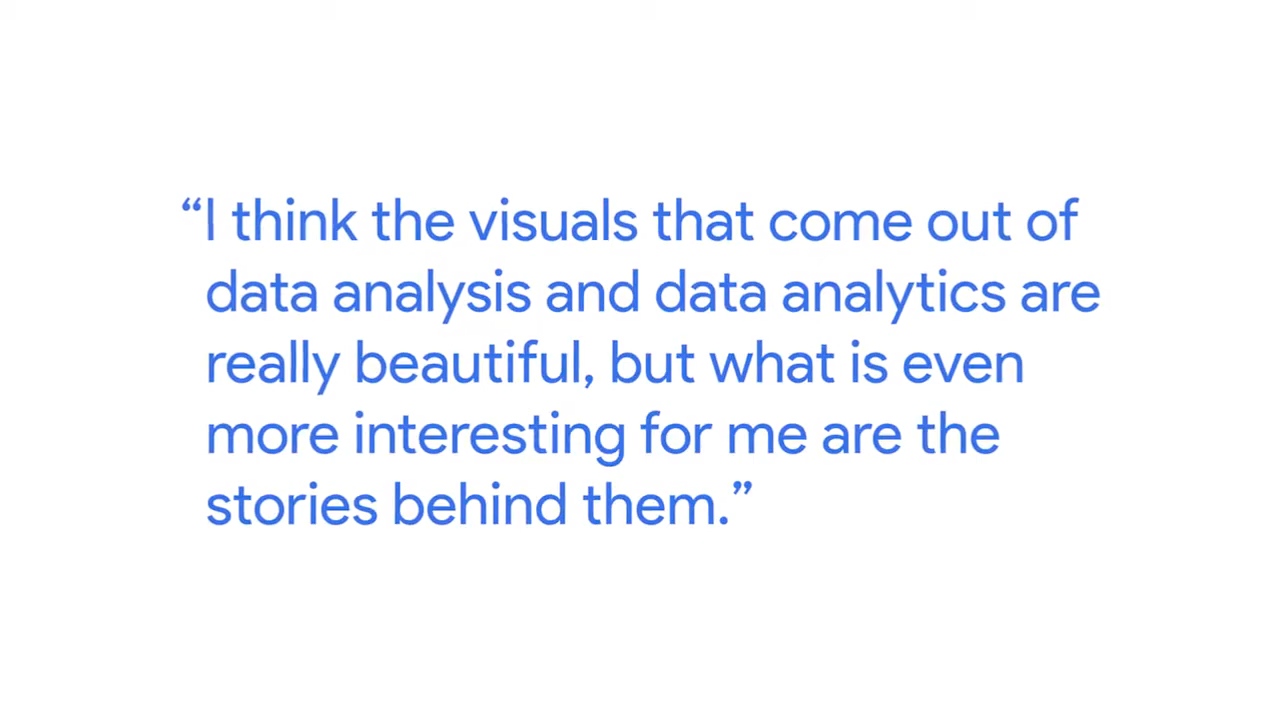 “I think the visuals that come out of
data analysis and data analytics are
really beautiful, but what is even
more interesting for me are the
stories behind them.”